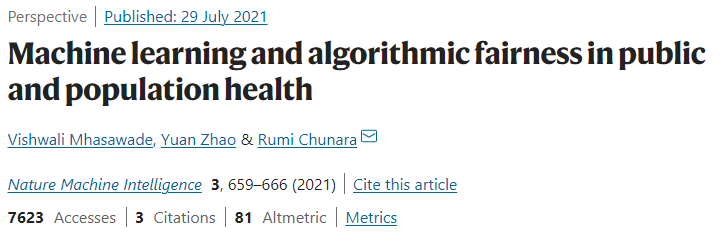 Perspective Published: 29 July 2021
Machine learning and algorithmic fairness in public
and population health
Vishwali Mhasawade, Yuan Zhao & Rumi Chunara
Nature Machine Intelligence 3, 659–666 (2021) Cite this article
7623 Accesses 3 Citations 81 Altmetric Metrics